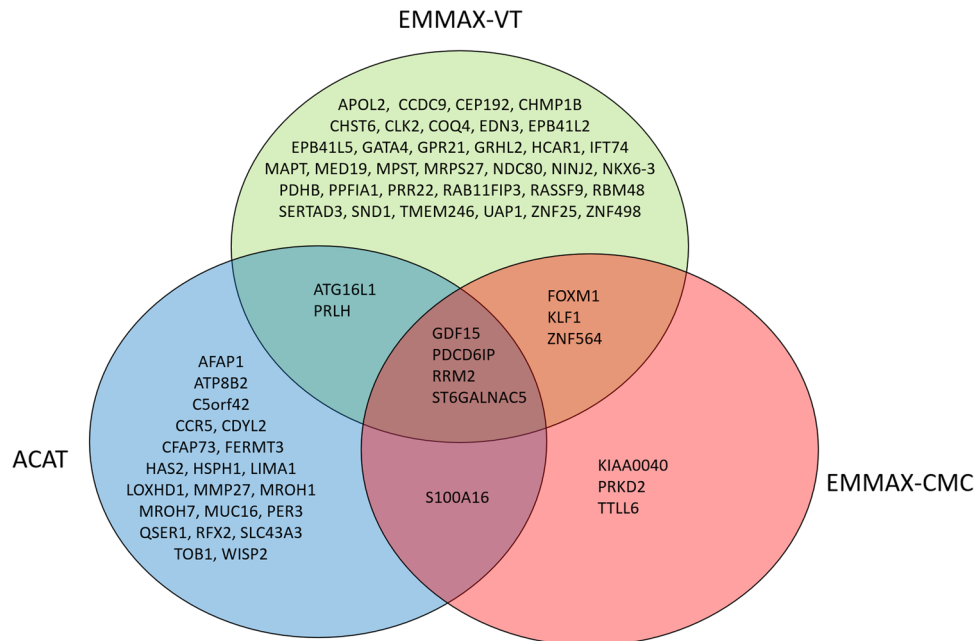 EMMAX-VT
APOL2, CCDC9, CEP192, CHMP1B
CHST6, CLK2, COQ4, EDN3, EPB41L2
EPB41L5, GATA4, GPR21, GRHL2, HCAR1, IFT74
MAPT, MED19, MPST, MRPS27, NDC80, NINJ2, NKX6-3
PDHB, PPFIA1, PRR22, RAB11FIP3, RASSF9, RBM48
SERTAD3, SND1, TMEM246, UAP1, ZNF25, ZNF498
ATG16L1
PRLH
FOXM1
KLF1
ZNF564
GDF15
PDCD6IP
RRM2
ST6GALNAC5
ACAT
AFAP1
ATP8B2
C5orf42
CCR5, CDYL2
CFAP73, FERMT3
HAS2, HSPH1, LIMA1
LOXHD1, MMP27, MROH1
MROH7, MUC16, PER3
QSER1, RFX2, SLC43A3
TOB1, WISP2
S100A16
KIAA0040
PRKD2
TTLL6
EMMAX-CMC